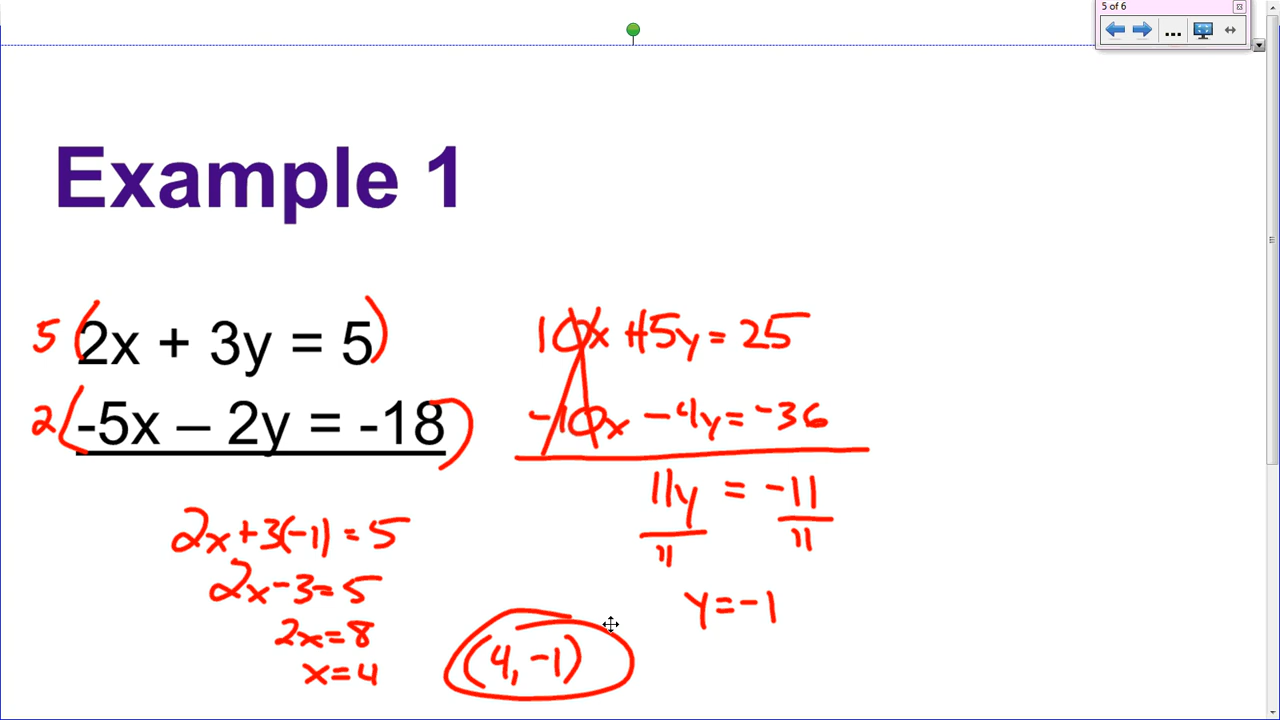 5 of 6
...
Example 1
5 (2x + 3y = 5)
2 (-5x – 2y = -18)
10x +15y = 25
-10x - 4y = -36
11y = -11
11 11
y = -1
2x + 3(-1) = 5
2x - 3 = 5
2x = 8
x = 4
(4, -1)